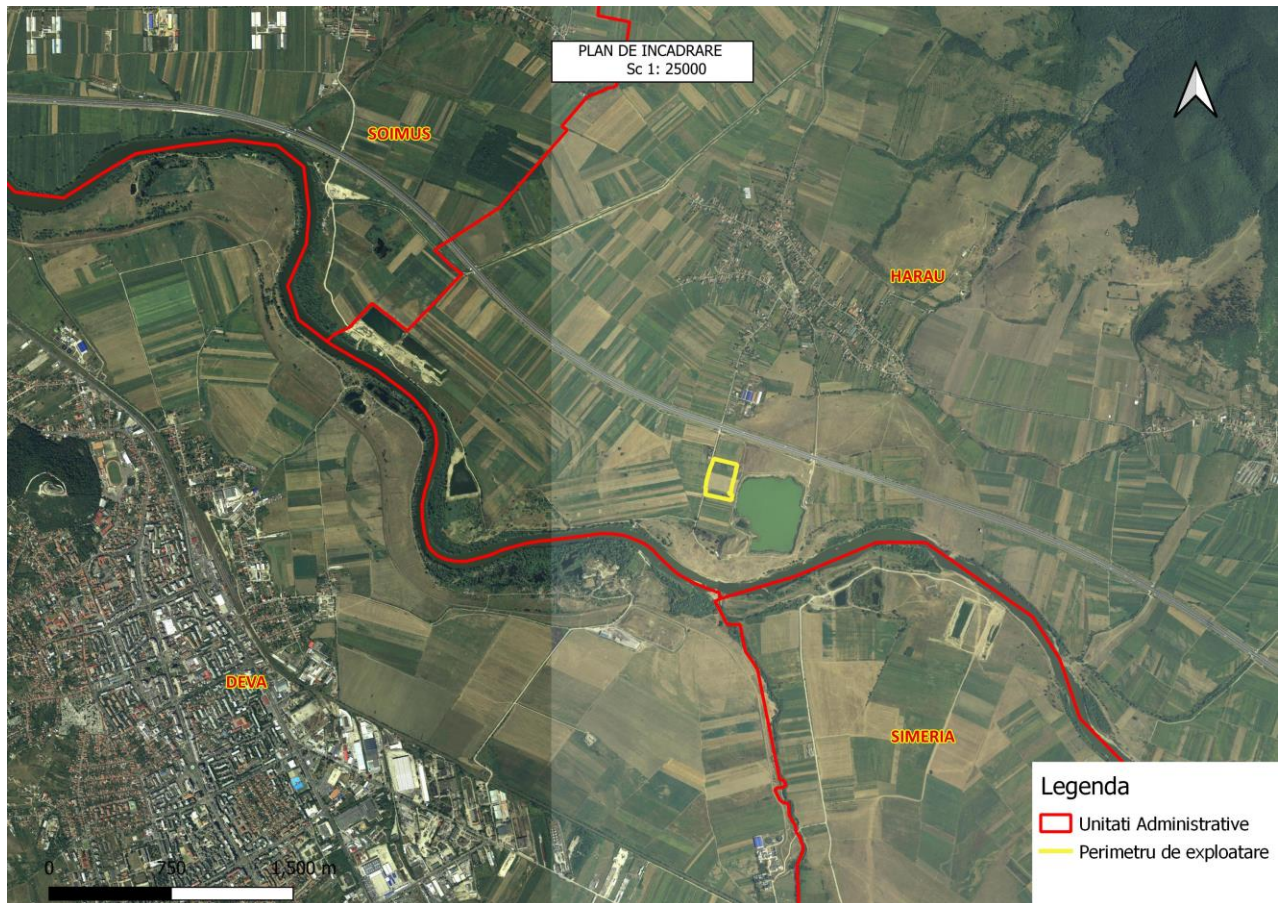 PLAN DE INCADRARE
Sc 1: 25000
SOIMUS
HARAU
DEVA
SIMERIA
Legenda
Unitati Administrative
Perimetru de exploatare
0 750 1,500 m